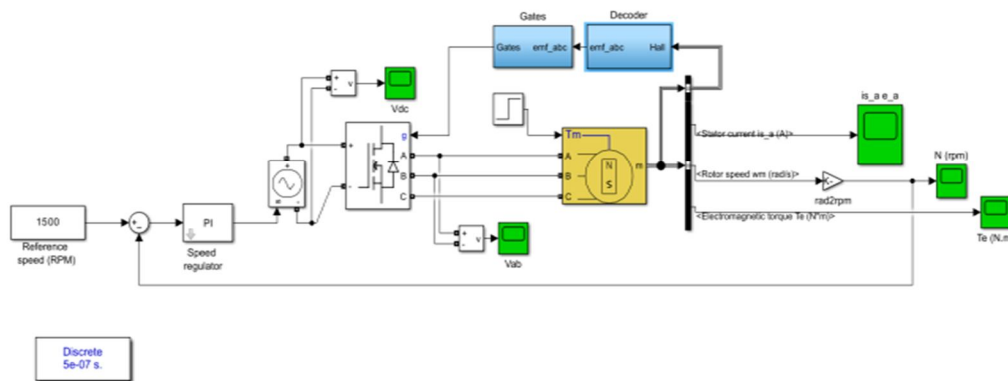 Gates
Decoder
Gates
emf_abc
emf_abc
Hall
+
-
v
Vdc
is_a e_a
g
Tm
<Stator current is_a (A)>
+
A
A
N
m
N (rpm)
B
B
S
<Rotor speed wm (rad/s)>
K-
-
C
C
rad2rpm
1500
PI
<Electromagnetic torque Te (N*m)>
Reference
speed (RPM)
Speed
regulator
+
-
v
Vab
Te (N.m
Discrete
5e-07 s.